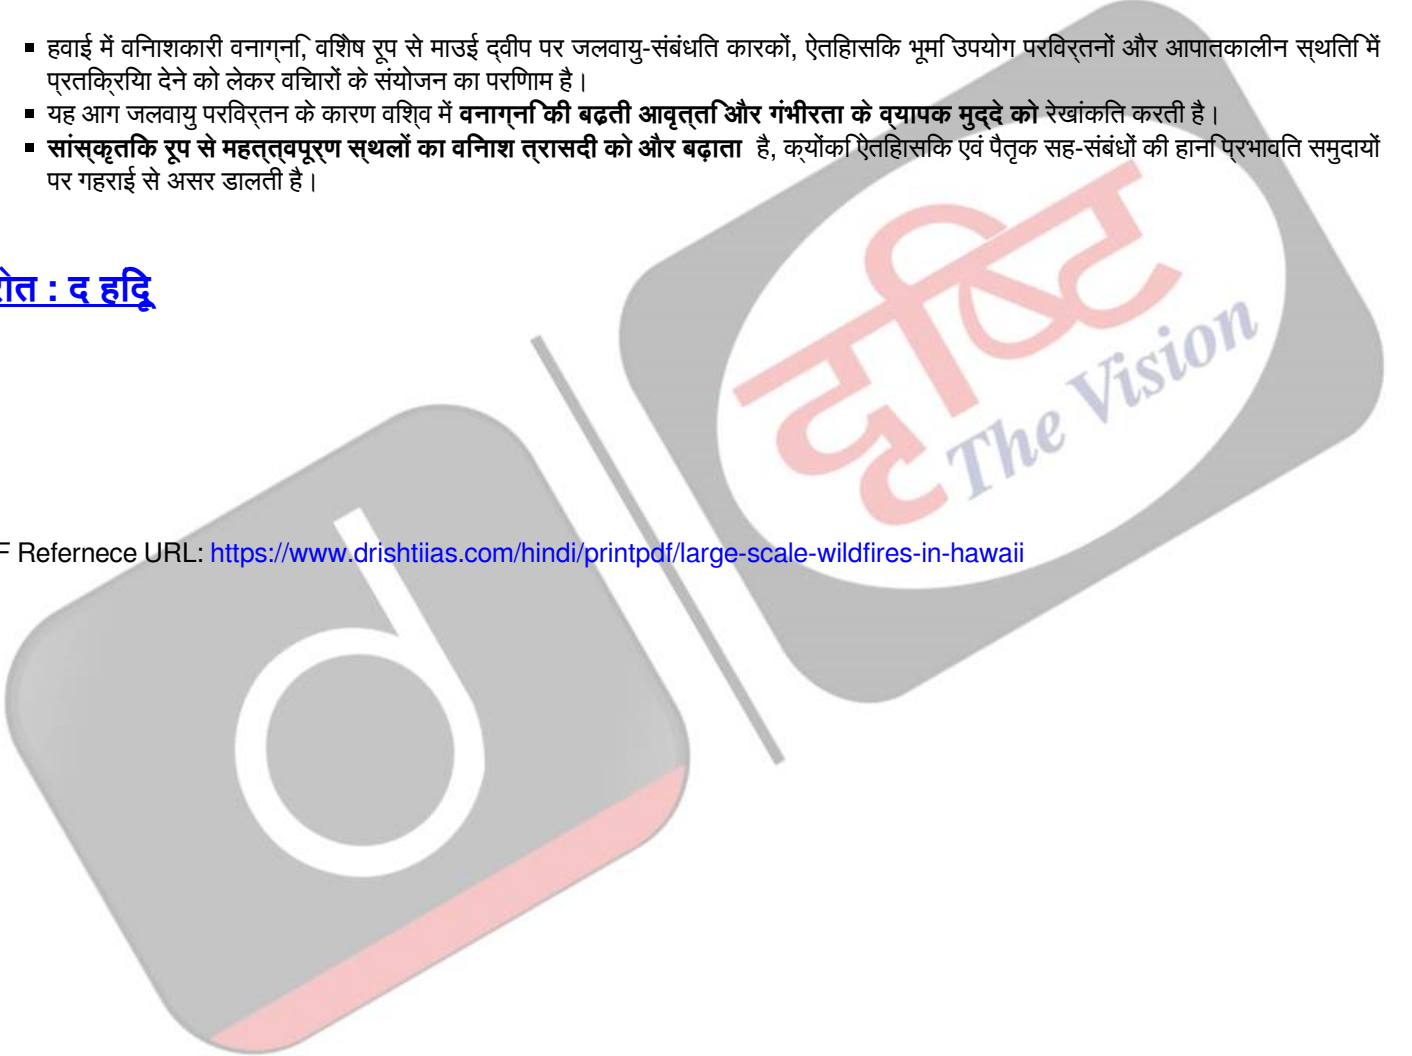 हवाई में विनाशकारी वनाग्नि, विशेष रूप से माउई द्वीप पर जलवायु-संबंधित कारकों, ऐतिहासिक भूमि उपयोग परिवर्तनों और आपातकालीन स्थिति में
प्रतिक्रिया देने को लेकर विचारों के संयोजन का परिणाम है।
यह आग जलवायु परिवर्तन के कारण विश्व में वनाग्नि की बढ़ती आवृत्ति और गंभीरता के व्यापक मुद्दे को रेखांकित करती है।
सांस्कृतिक रूप से महत्त्वपूर्ण स्थलों का विनाश त्रासदी को और बढ़ाता है, क्योंकि ऐतिहासिक एवं पैतृक सह-संबंधों की हानि प्रभावित समुदायों
पर गहराई से असर डालती है।
रोत : द हिंदू
F Refernece URL: https://www.drishtiias.com/hindi/printpdf/large-scale-wildfires-in-hawaii
दृष्टि
The Vision
d